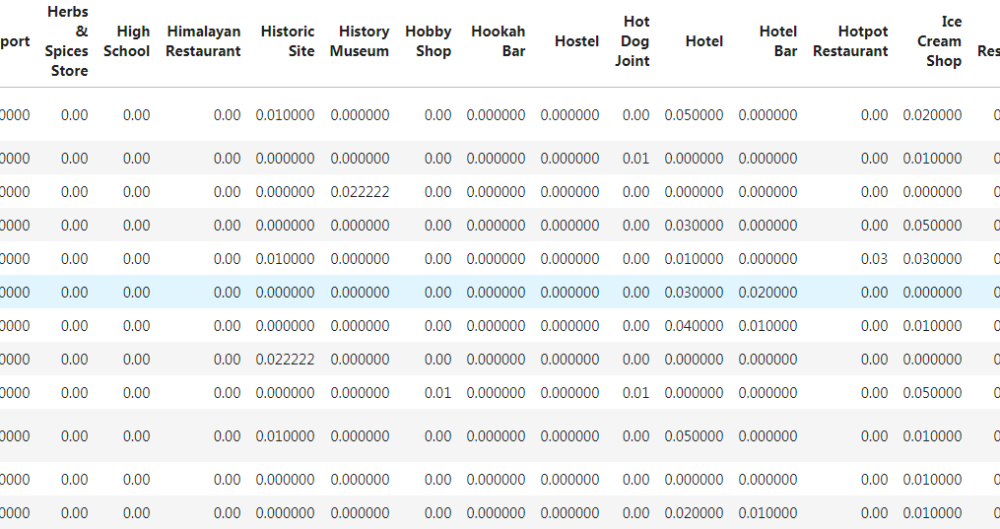 port Herbs & Spices Store High School Himalayan Restaurant Historic Site History Museum Hobby Shop Hookah Bar Hostel Hot Dog Joint Hotel Hotel Bar Hotpot Restaurant Ice Cream Shop Res
0000 0.00 0.00 0.00 0.010000 0.000000 0.00 0.000000 0.000000 0.00 0.050000 0.000000 0.00 0.020000 0
0000 0.00 0.00 0.00 0.000000 0.000000 0.00 0.000000 0.000000 0.01 0.000000 0.000000 0.00 0.010000 0
0000 0.00 0.00 0.00 0.000000 0.022222 0.00 0.000000 0.000000 0.00 0.000000 0.000000 0.00 0.000000 0
0000 0.00 0.00 0.00 0.000000 0.000000 0.00 0.000000 0.000000 0.00 0.030000 0.000000 0.00 0.050000 0
0000 0.00 0.00 0.00 0.010000 0.000000 0.00 0.000000 0.000000 0.00 0.010000 0.000000 0.03 0.030000 0
0000 0.00 0.00 0.00 0.000000 0.000000 0.00 0.000000 0.000000 0.00 0.030000 0.020000 0.00 0.000000 0
0000 0.00 0.00 0.00 0.000000 0.000000 0.00 0.000000 0.000000 0.00 0.040000 0.010000 0.00 0.010000 0
0000 0.00 0.00 0.00 0.022222 0.000000 0.00 0.000000 0.000000 0.00 0.000000 0.000000 0.00 0.000000 0
0000 0.00 0.00 0.00 0.000000 0.000000 0.01 0.000000 0.000000 0.01 0.000000 0.000000 0.00 0.050000 0
0000 0.00 0.00 0.00 0.010000 0.000000 0.00 0.000000 0.000000 0.00 0.050000 0.000000 0.00 0.010000 0
0000 0.00 0.00 0.00 0.000000 0.000000 0.00 0.000000 0.000000 0.00 0.000000 0.000000 0.00 0.010000 0
0000 0.00 0.00 0.00 0.000000 0.000000 0.00 0.000000 0.000000 0.00 0.020000 0.010000 0.00 0.010000 0